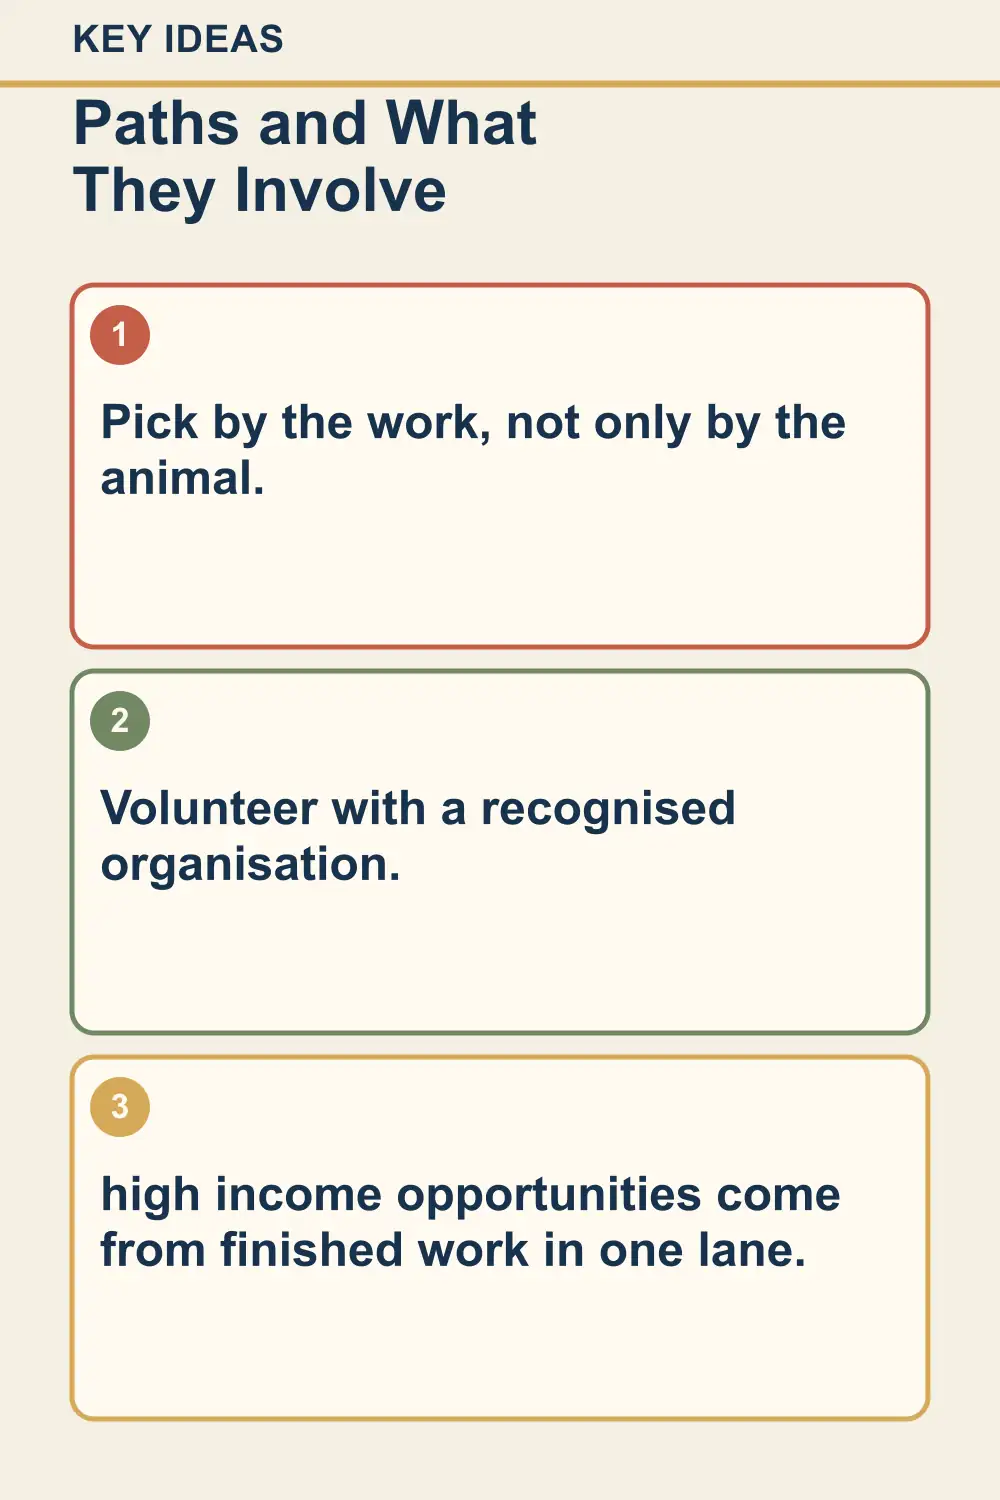 KEY IDEAS
Paths and What
They Involve
1
Pick by the work, not only by the
animal.
2
Volunteer with a recognised
organisation.
3
high income opportunities come
from finished work in one lane.